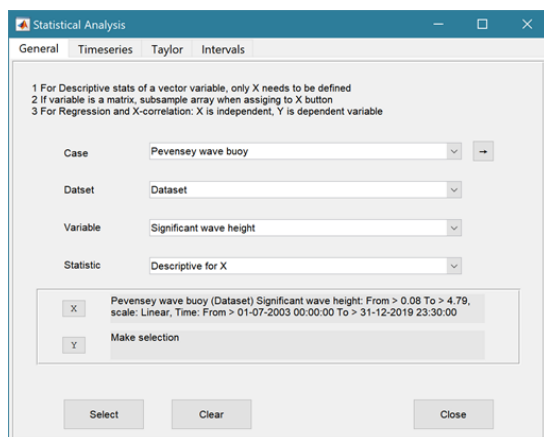 Statistical Analysis
General Timeseries Taylor Intervals
1 For Descriptive stats of a vector variable, only X needs to be defined
2 If variable is a matrix, subsample array when assiging to X button
3 For Regression and X-correlation: X is independent, Y is dependent variable
Case Pevensey wave buoy →
Datset Dataset
Variable Significant wave height
Statistic Descriptive for X
X Pevensey wave buoy (Dataset) Significant wave height: From > 0.08 To > 4.79,
scale: Linear, Time: From > 01-07-2003 00:00:00 To > 31-12-2019 23:30:00
Y Make selection
Select Clear Close